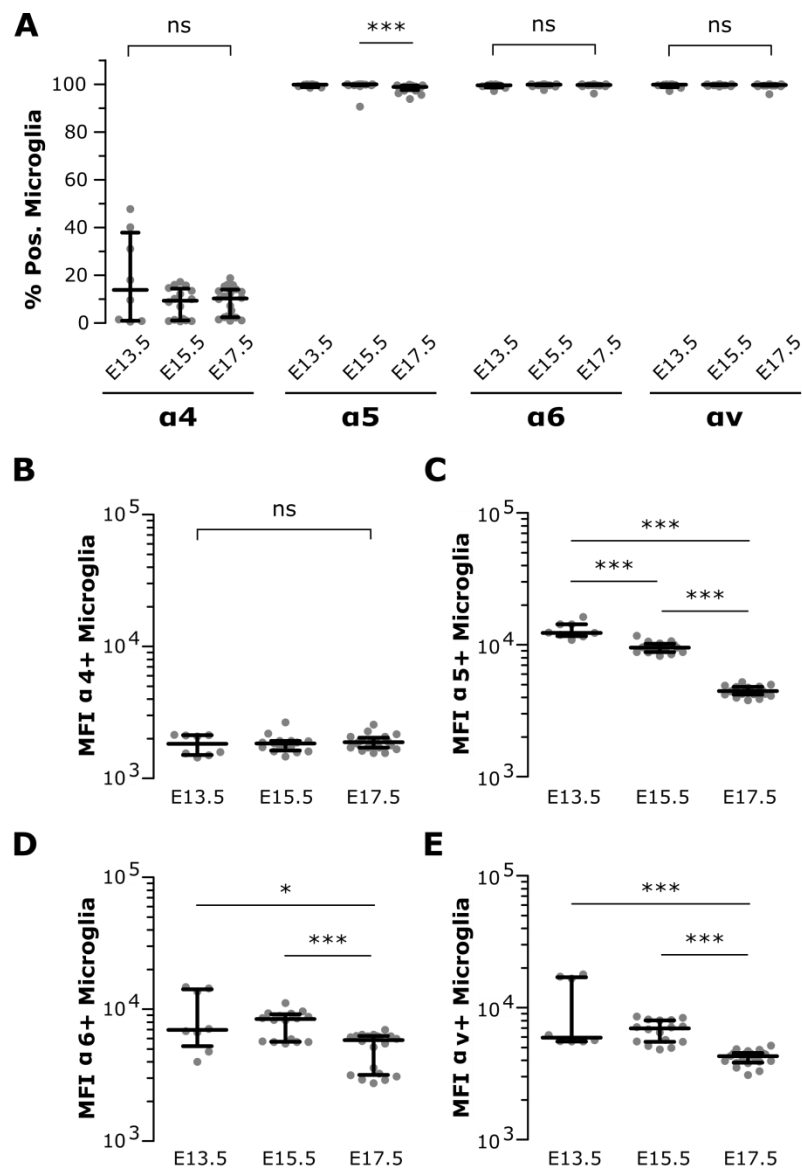 A
ns
***
ns
ns
% Pos. Microglia
100
80
60
40
20
0
E13.5 E15.5 E17.5 E13.5 E15.5 E17.5 E13.5 E15.5 E17.5 E13.5 E15.5 E17.5
α4 α5 α6 αv
B
ns
MFI α4+ Microglia
10^5
10^4
10^3
E13.5 E15.5 E17.5
C
***
***
***
MFI α5+ Microglia
10^5
10^4
10^3
E13.5 E15.5 E17.5
D
*
***
MFI α6+ Microglia
10^5
10^4
10^3
E13.5 E15.5 E17.5
E
***
***
MFI αv+ Microglia
10^5
10^4
10^3
E13.5 E15.5 E17.5